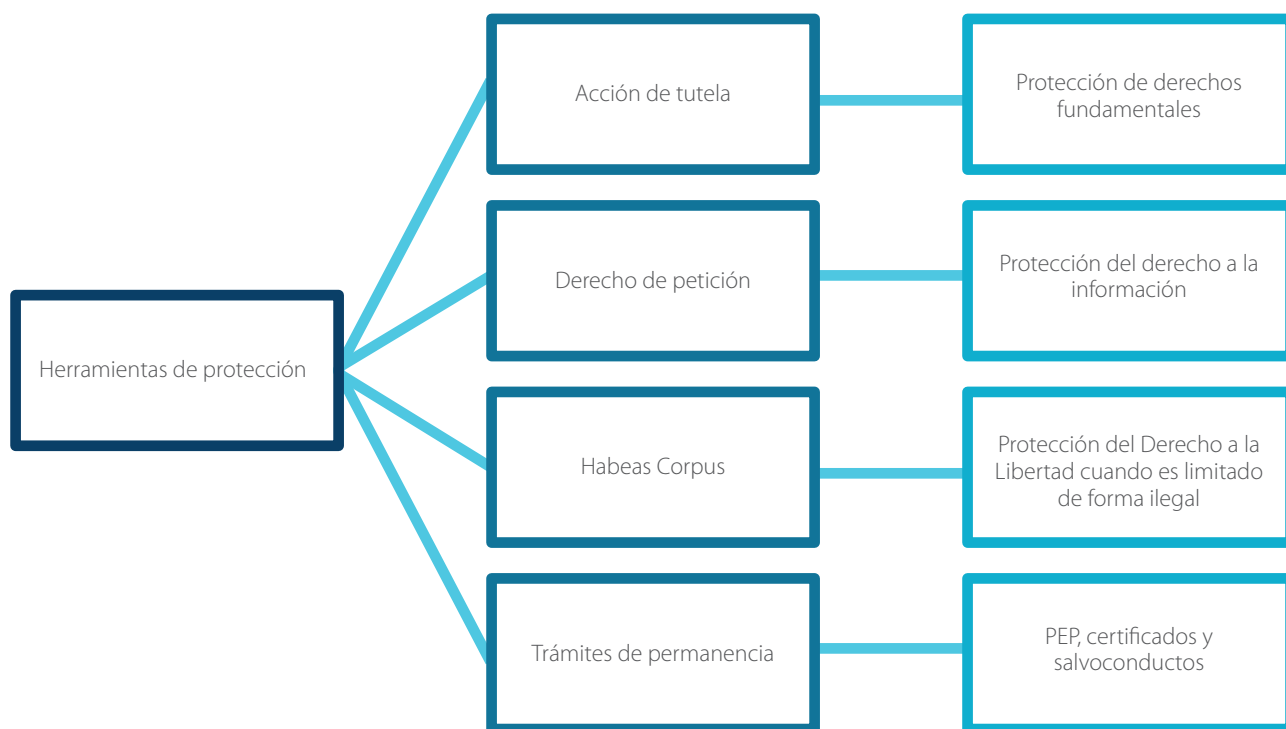 Herramientas de protección
Acción de tutela
Protección de derechos
fundamentales
Derecho de petición
Protección del derecho a la
información
Habeas Corpus
Protección del Derecho a la
Libertad cuando es limitado
de forma ilegal
Trámites de permanencia
PEP, certificados y
salvoconductos